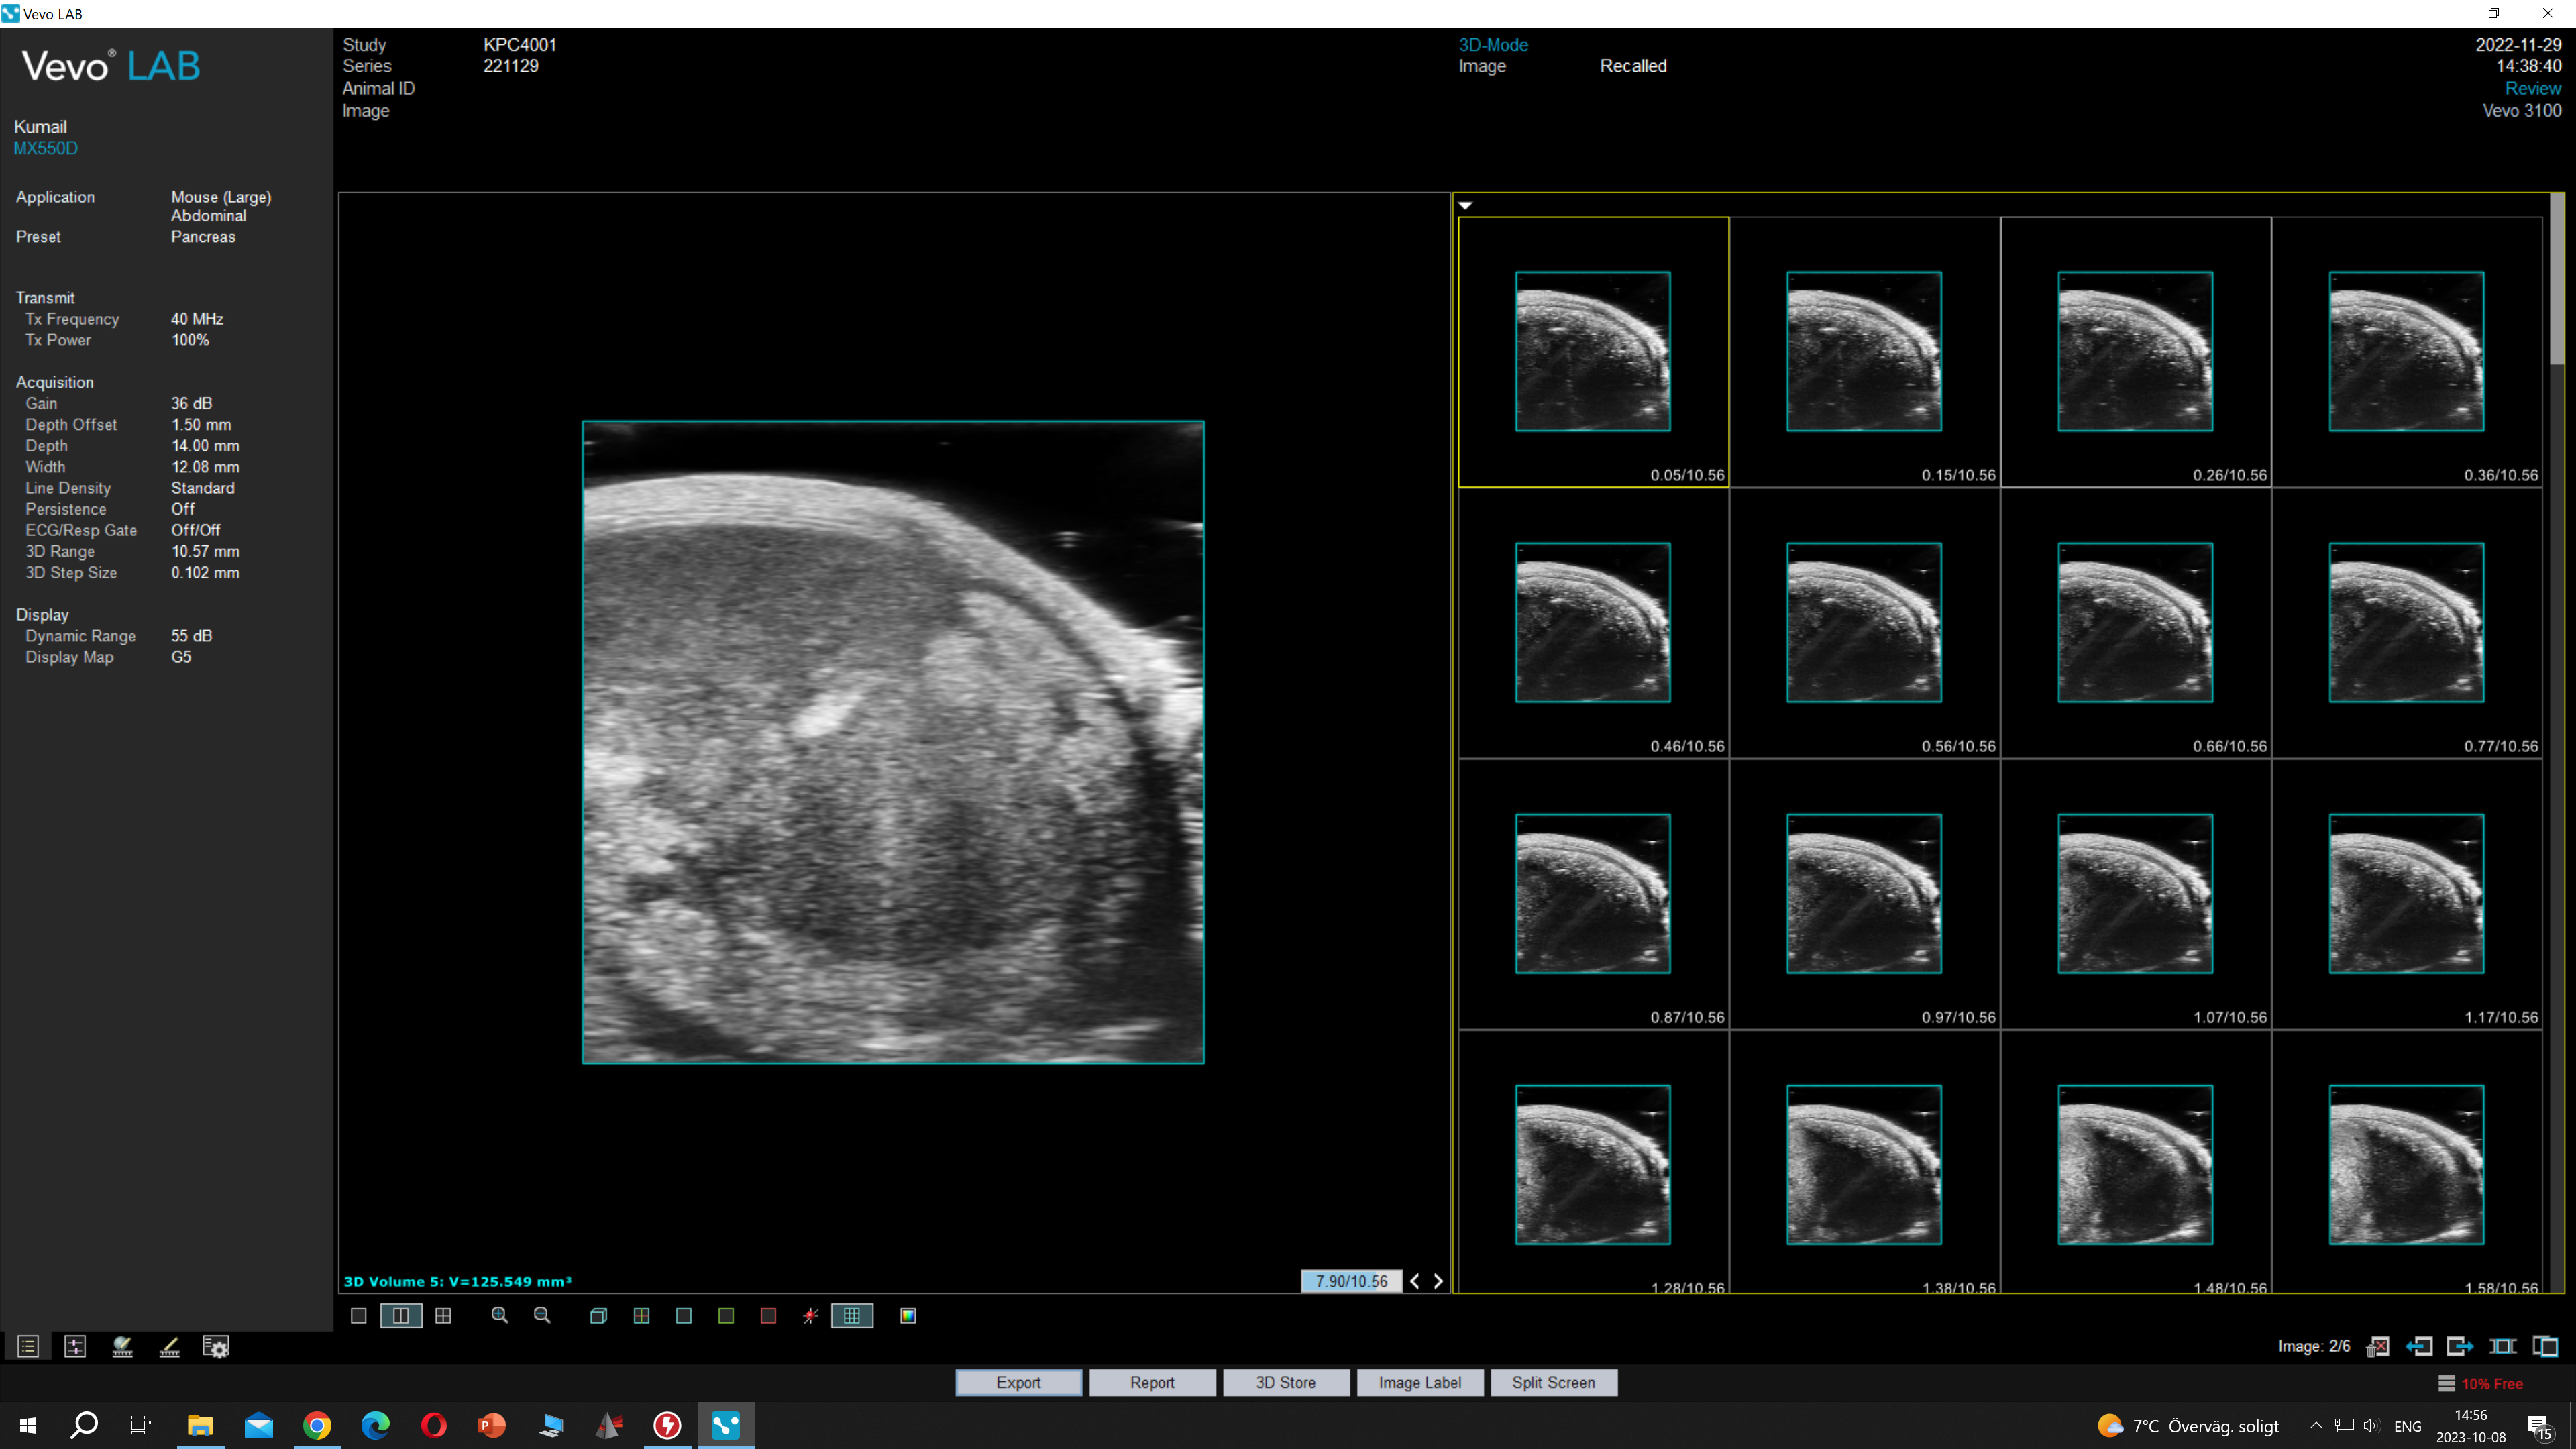 Vevo LAB
Vevo® LAB
Kumail
MX550D
Application Mouse (Large)
Abdominal
Preset Pancreas
Transmit
Tx Frequency 40 MHz
Tx Power 100%
Acquisition
Gain 36 dB
Depth Offset 1.50 mm
Depth 14.00 mm
Width 12.08 mm
Line Density Standard
Persistence Off
ECG/Resp Gate Off/Off
3D Range 10.57 mm
3D Step Size 0.102 mm
Display
Dynamic Range 55 dB
Display Map G5
Study KPC4001
Series 221129
Animal ID
Image
3D-Mode
Image Recalled
2022-11-29
14:38:40
Review
Vevo 3100
0.05/10.56 0.15/10.56 0.26/10.56 0.36/10.56
0.46/10.56 0.56/10.56 0.66/10.56 0.77/10.56
0.87/10.56 0.97/10.56 1.07/10.56 1.17/10.56
1.28/10.56 1.38/10.56 1.48/10.56 1.58/10.56
3D Volume 5: V=125.549 mm³
7.90/10.56
Image: 2/6
Export Report 3D Store Image Label Split Screen
10% Free
7°C Överväg. soligt
ENG
14:56
2023-10-08
15